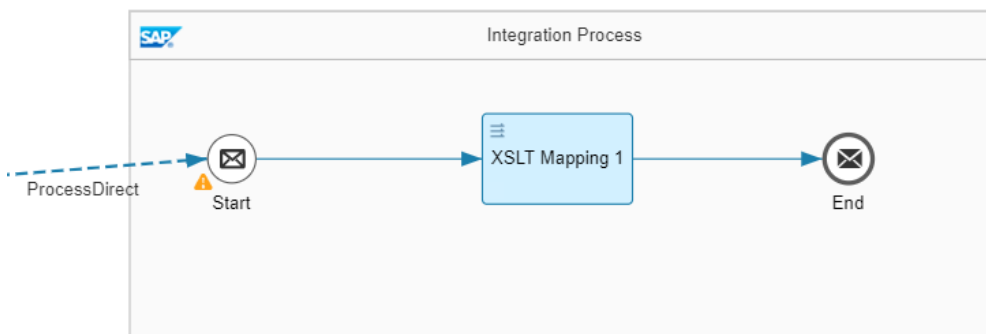 SAP
Integration Process
XSLT Mapping 1
ProcessDirect
Start
End